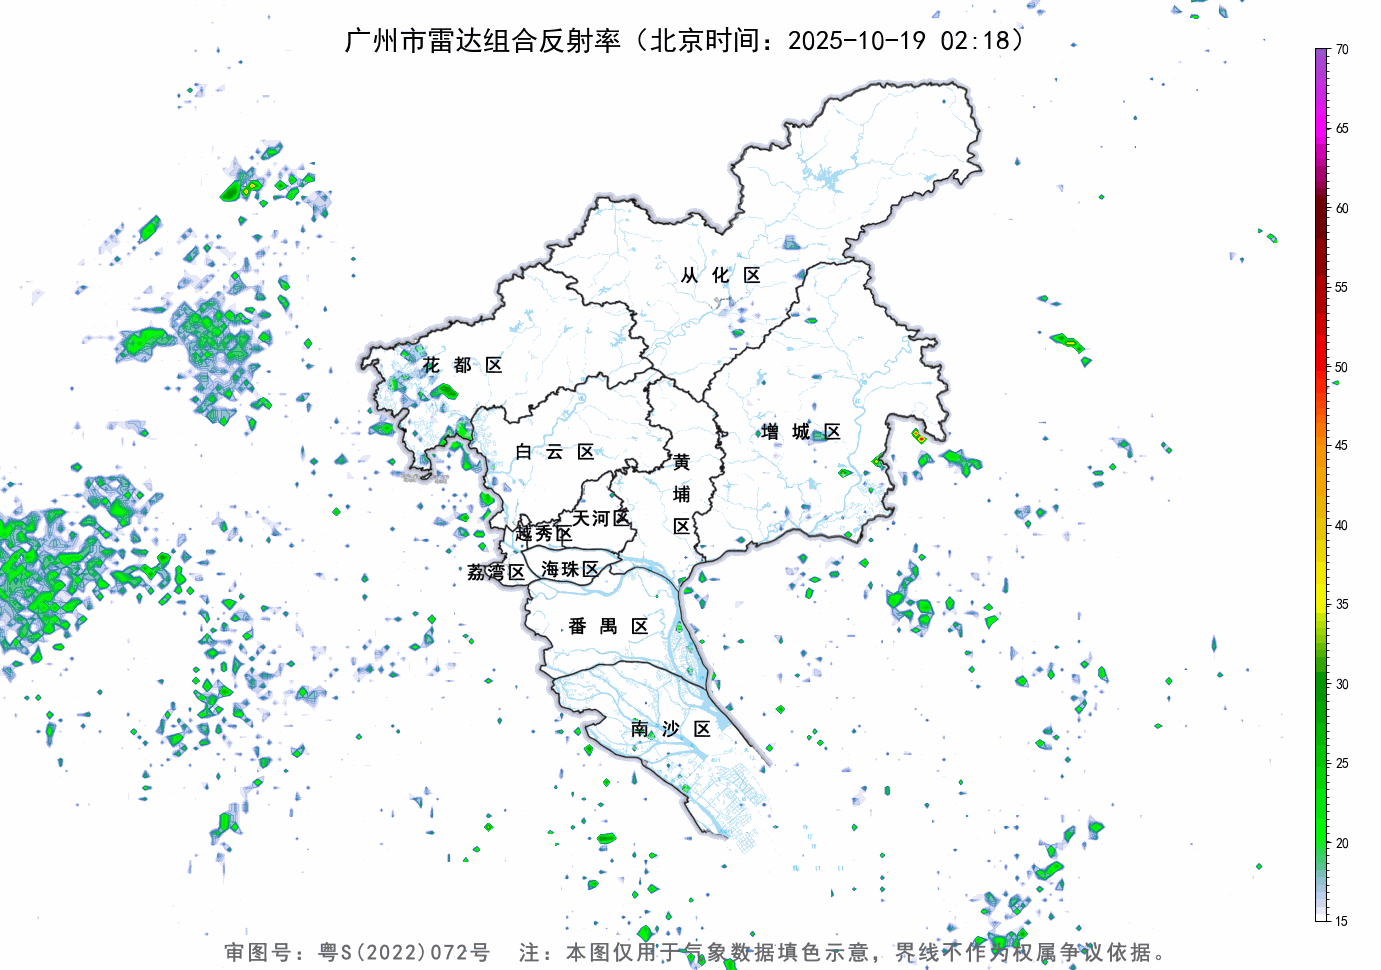 广州市雷达组合反射率（北京时间：2025-10-19 02:18）
70
65
60
55
50
45
40
35
30
25
20
15
从化区
花都区
增城区
白云区
黄埔区
天河区
越秀区
海珠区
荔湾区
番禺区
南沙区
审图号：粤S(2022)072号 注：本图仅用于气象数据填色示意，界线不作为权属争议依据。